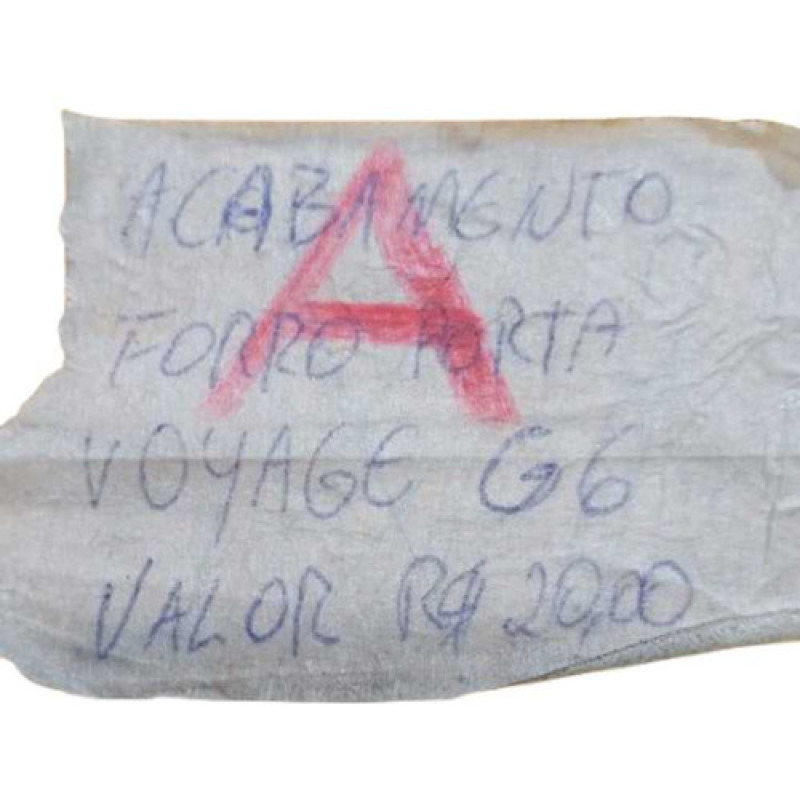 A
ACABAMENTO
FORRO PORTA
VOYAGE G6
VALOR R$ 20,00